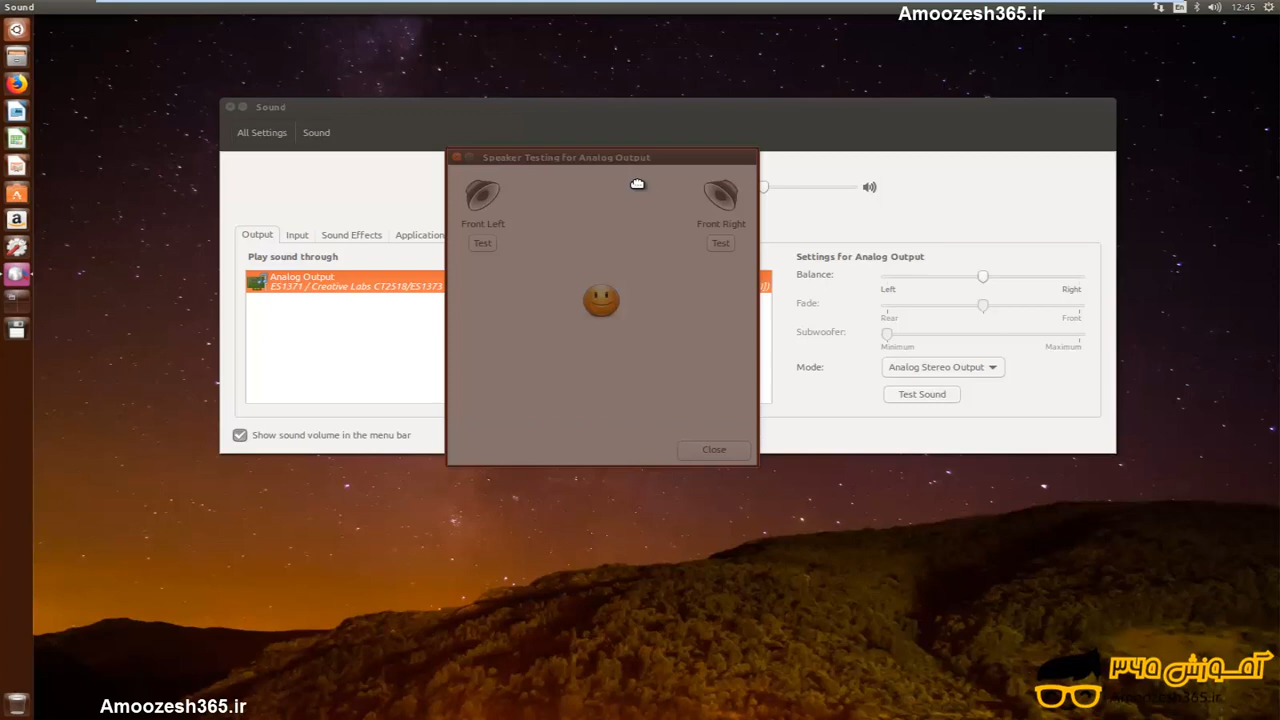 Sound
Amoozesh365.ir
En
12:45
Sound
All Settings
Sound
Speaker Testing for Analog Output
Front Left
Front Right
Test
Test
Close
Output
Input
Sound Effects
Application
Play sound through
Analog Output
ES1371 / Creative Labs CT2518/ES1373
Settings for Analog Output
Balance:
Left
Right
Fade:
Rear
Front
Subwoofer:
Minimum
Maximum
Mode:
Analog Stereo Output
Test Sound
Show sound volume in the menu bar
آموزش ۳۶۵
Amoozesh365.ir
Amoozesh365.ir